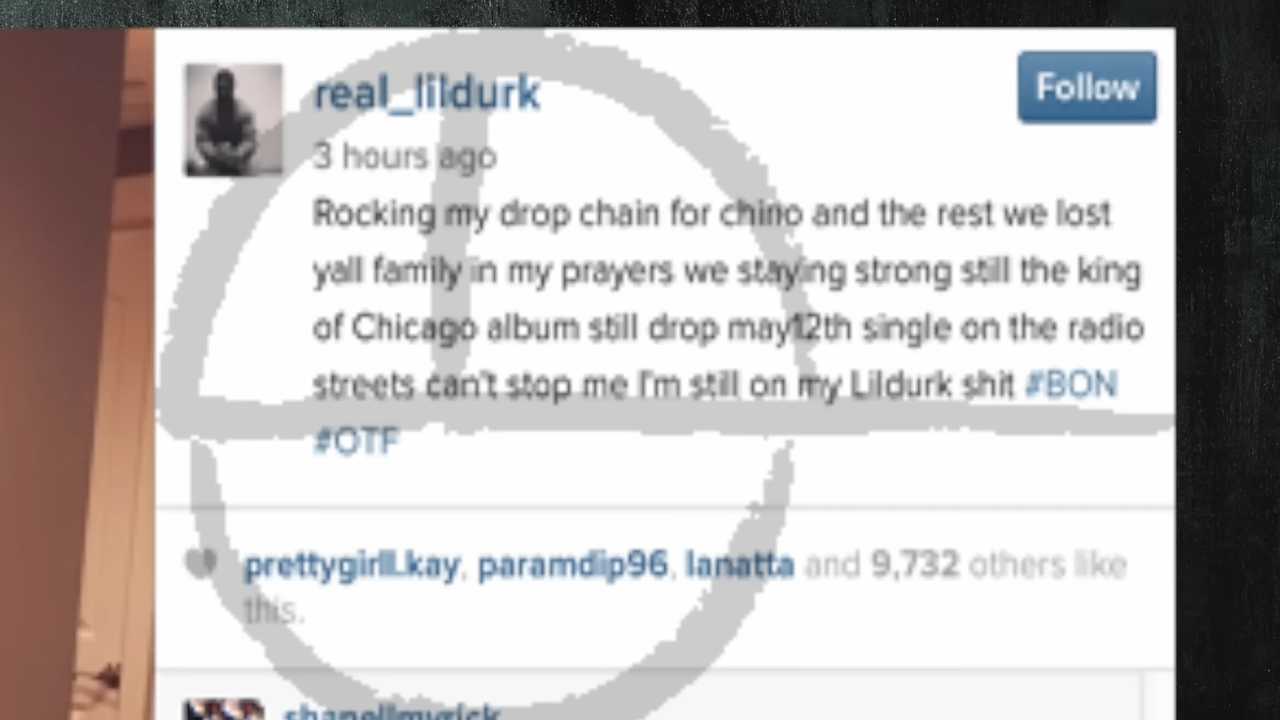 real_lildurk
Follow
3 hours ago
Rocking my drop chain for chino and the rest we lost
yall family in my prayers we staying strong still the king
of Chicago album still drop may12th single on the radio
streets can't stop me I'm still on my Lildurk shit #BON
#OTF
prettygirll.kay, paramdip96, lanatta and 9,732 others like
this.